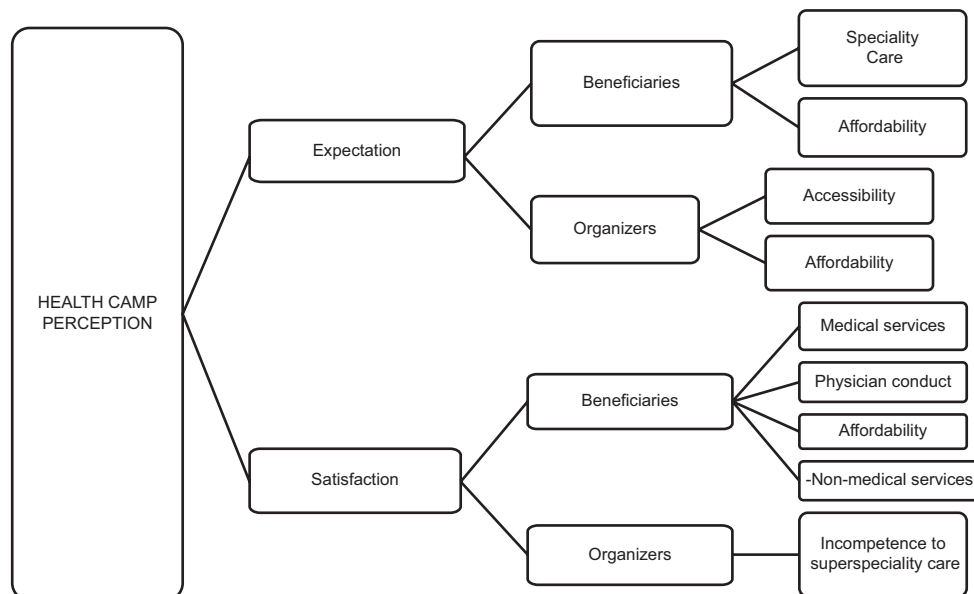 HEALTH CAMP
PERCEPTION
Expectation
Beneficiaries
Speciality
Care
Affordability
Organizers
Accessibility
Affordability
Satisfaction
Beneficiaries
Medical services
Physician conduct
Affordability
-Non-medical services
Organizers
Incompetence to
superspeciality care